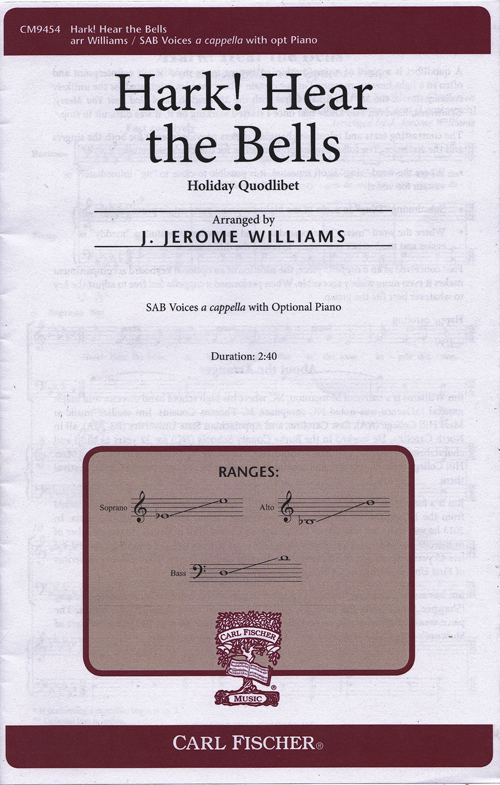 CM9454 Hark! Hear the Bells
arr Williams / SAB Voices a cappella with opt Piano
Hark! Hear
the Bells
Holiday Quodlibet
Arranged by
J. JEROME WILLIAMS
SAB Voices a cappella with Optional Piano
Duration: 2:40
RANGES:
Soprano
Alto
Bass
CARL FISCHER
MUSIC
®
CARL FISCHER®